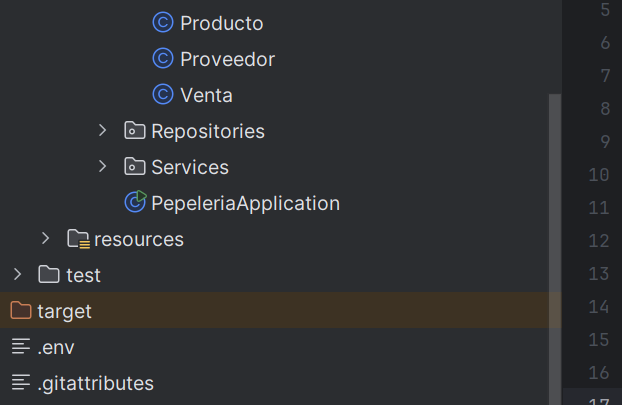 Producto
Proveedor
Venta
Repositories
Services
PepeleriaApplication
resources
test
target
.env
.gitattributes
5
6
7
8
9
10
11
12
13
14
15
16
17